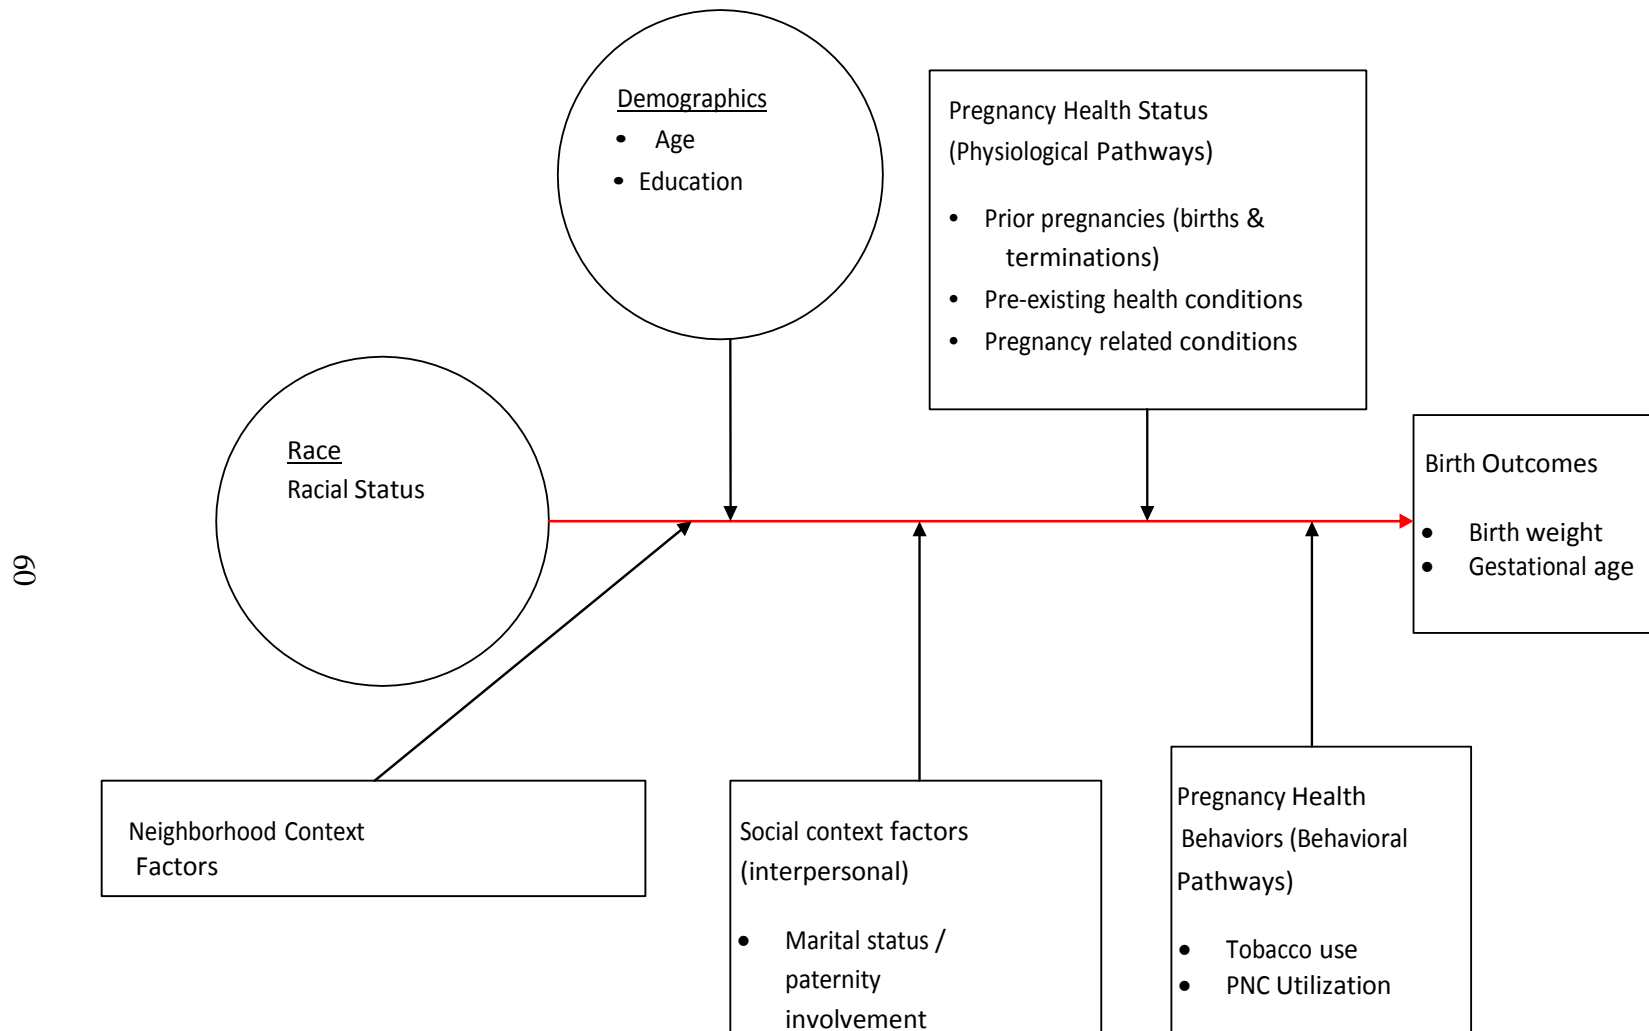 Demographics
• Age
• Education
Pregnancy Health Status
(Physiological Pathways)
• Prior pregnancies (births &
terminations)
• Pre-existing health conditions
• Pregnancy related conditions
Race
Racial Status
Birth Outcomes
• Birth weight
• Gestational age
60
Neighborhood Context
Factors
Social context factors
(interpersonal)
• Marital status /
paternity
involvement
Pregnancy Health
Behaviors (Behavioral
Pathways)
• Tobacco use
• PNC Utilization